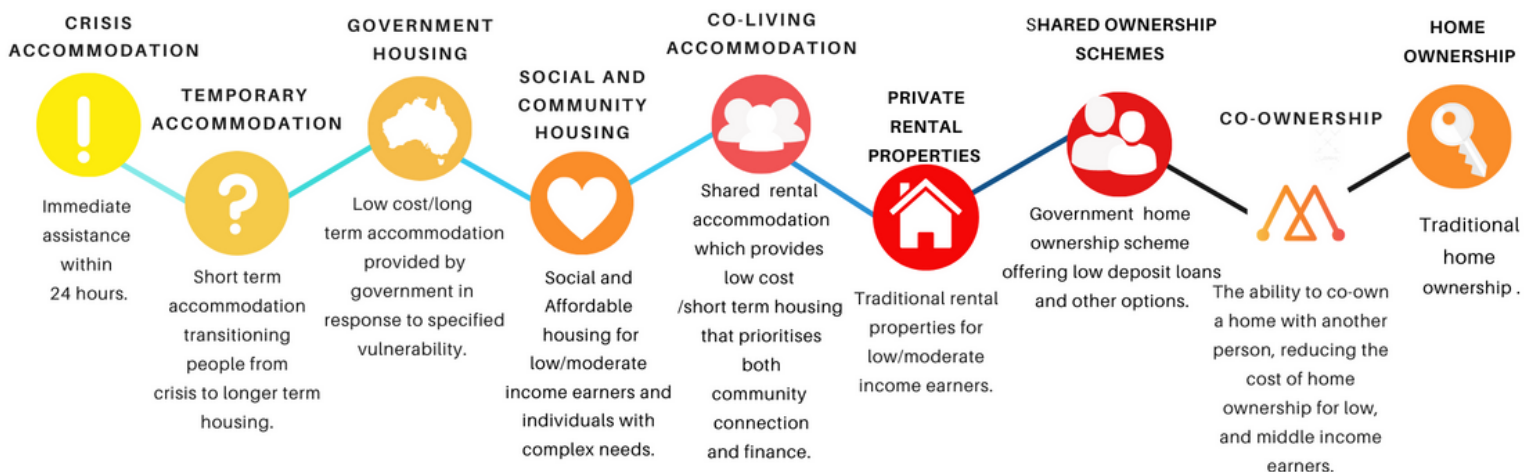 CRISIS
ACCOMMODATION
Immediate
assistance
within
24 hours.
TEMPORARY
ACCOMMODATION
Short term
accommodation
transitioning
people from
crisis to longer term
housing.
GOVERNMENT
HOUSING
Low cost/long
term accommodation
provided by
government in
response to specified
vulnerability.
SOCIAL AND
COMMUNITY
HOUSING
Social and
Affordable
housing for
low/moderate
income earners and
individuals with
complex needs.
CO-LIVING
ACCOMMODATION
Shared rental
accommodation
which provides
low cost
/short term housing
that prioritises
both
community
connection
and finance.
PRIVATE
RENTAL
PROPERTIES
Traditional rental
properties for
low/moderate
income earners.
SHARED OWNERSHIP
SCHEMES
Government home
ownership scheme
offering low deposit loans
and other options.
CO-OWNERSHIP
The ability to co-own
a home with another
person, reducing the
cost of home
ownership for low,
and middle income
earners.
HOME
OWNERSHIP
Traditional
home
ownership .